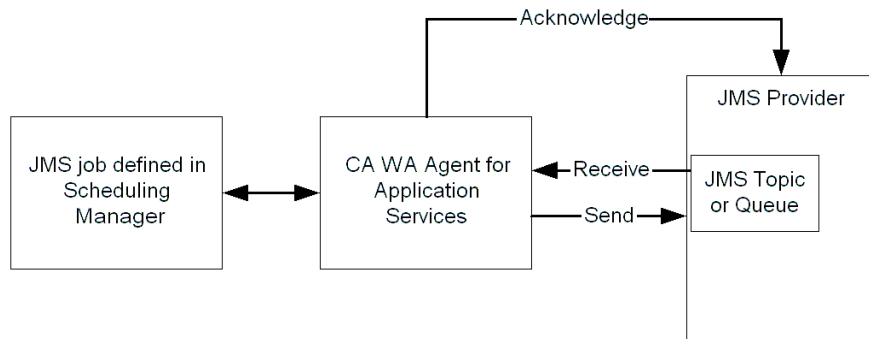 Acknowledge
JMS Provider
JMS job defined in
Scheduling
Manager
CA WA Agent for
Application
Services
Receive
Send
JMS Topic
or Queue